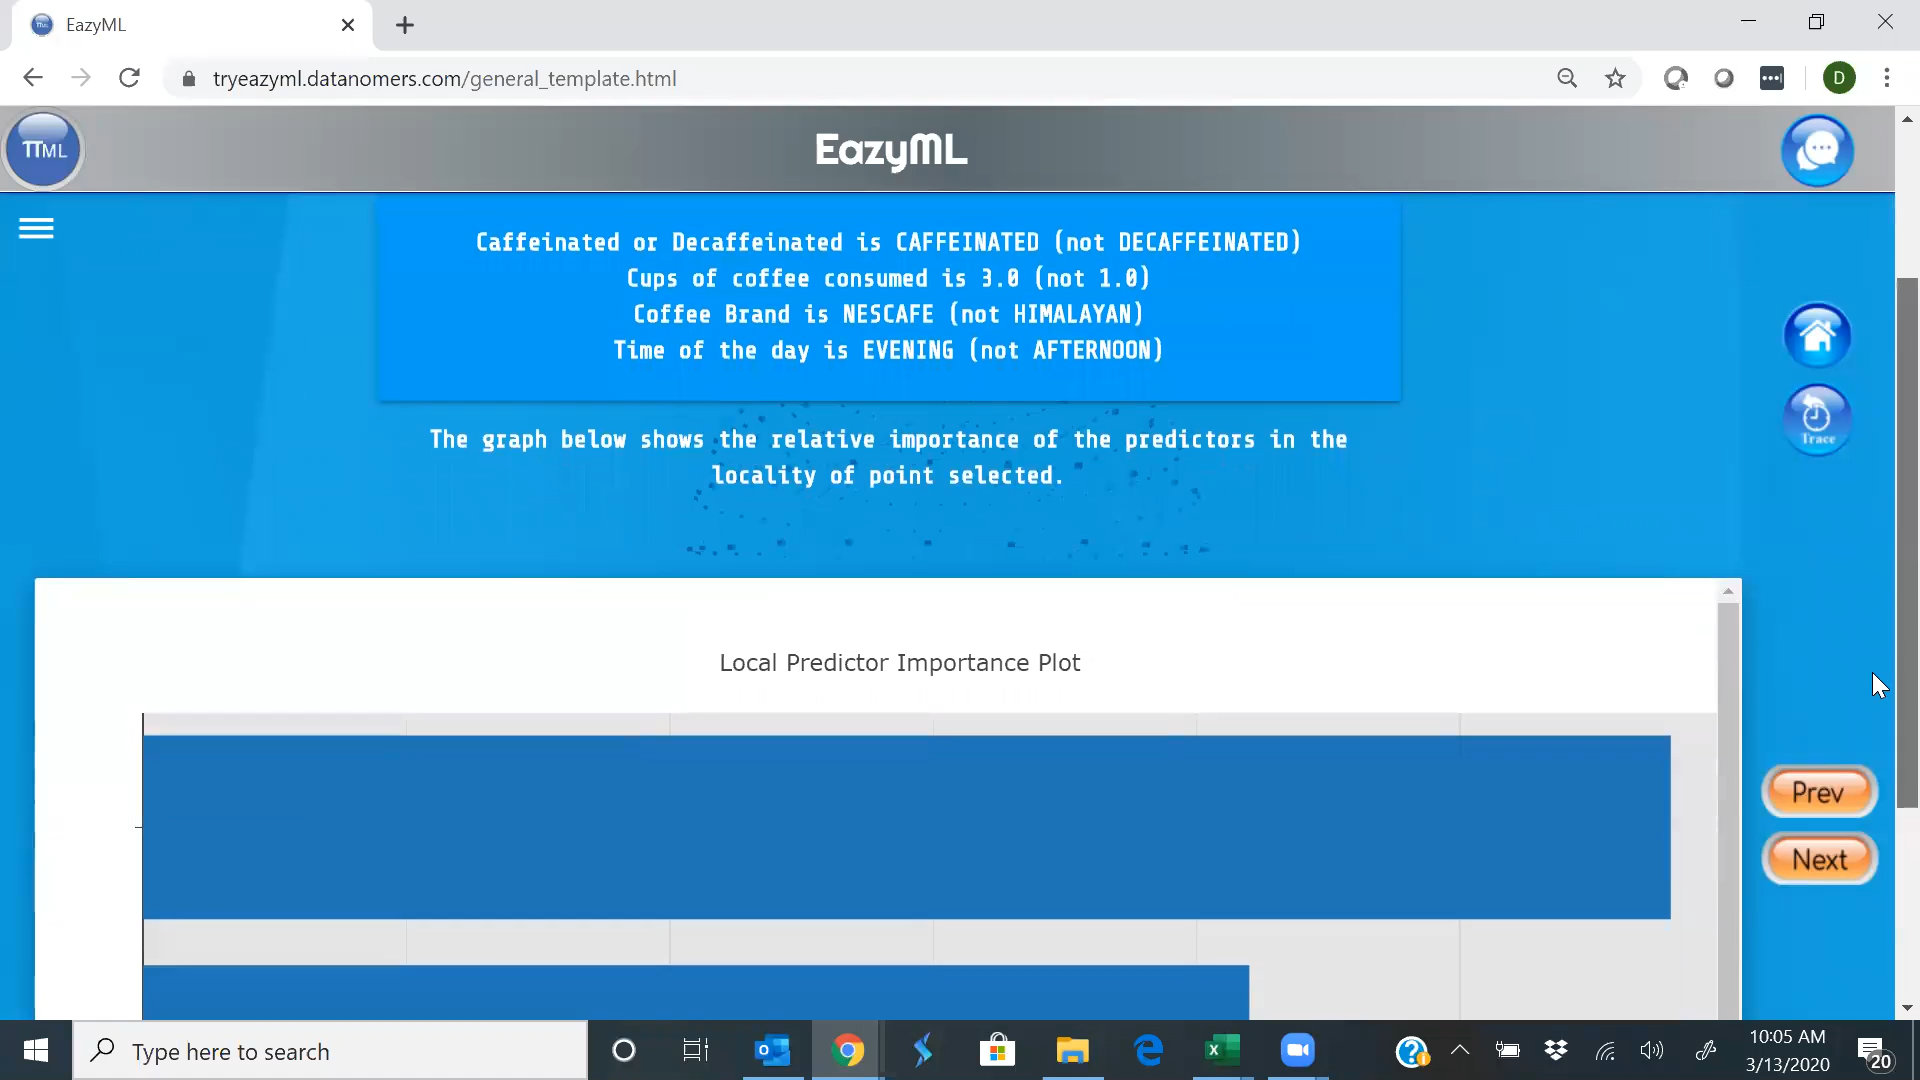 EazyML
tryeazyml.datanomers.com/general_template.html
D
πML
EazyML
Caffeinated or Decaffeinated is CAFFEINATED (not DECAFFEINATED)
Cups of coffee consumed is 3.0 (not 1.0)
Coffee Brand is NESCAFE (not HIMALAYAN)
Time of the day is EVENING (not AFTERNOON)
The graph below shows the relative importance of the predictors in the
locality of point selected.
Trace
Local Predictor Importance Plot
Prev
Next
Type here to search
10:05 AM
3/13/2020
20